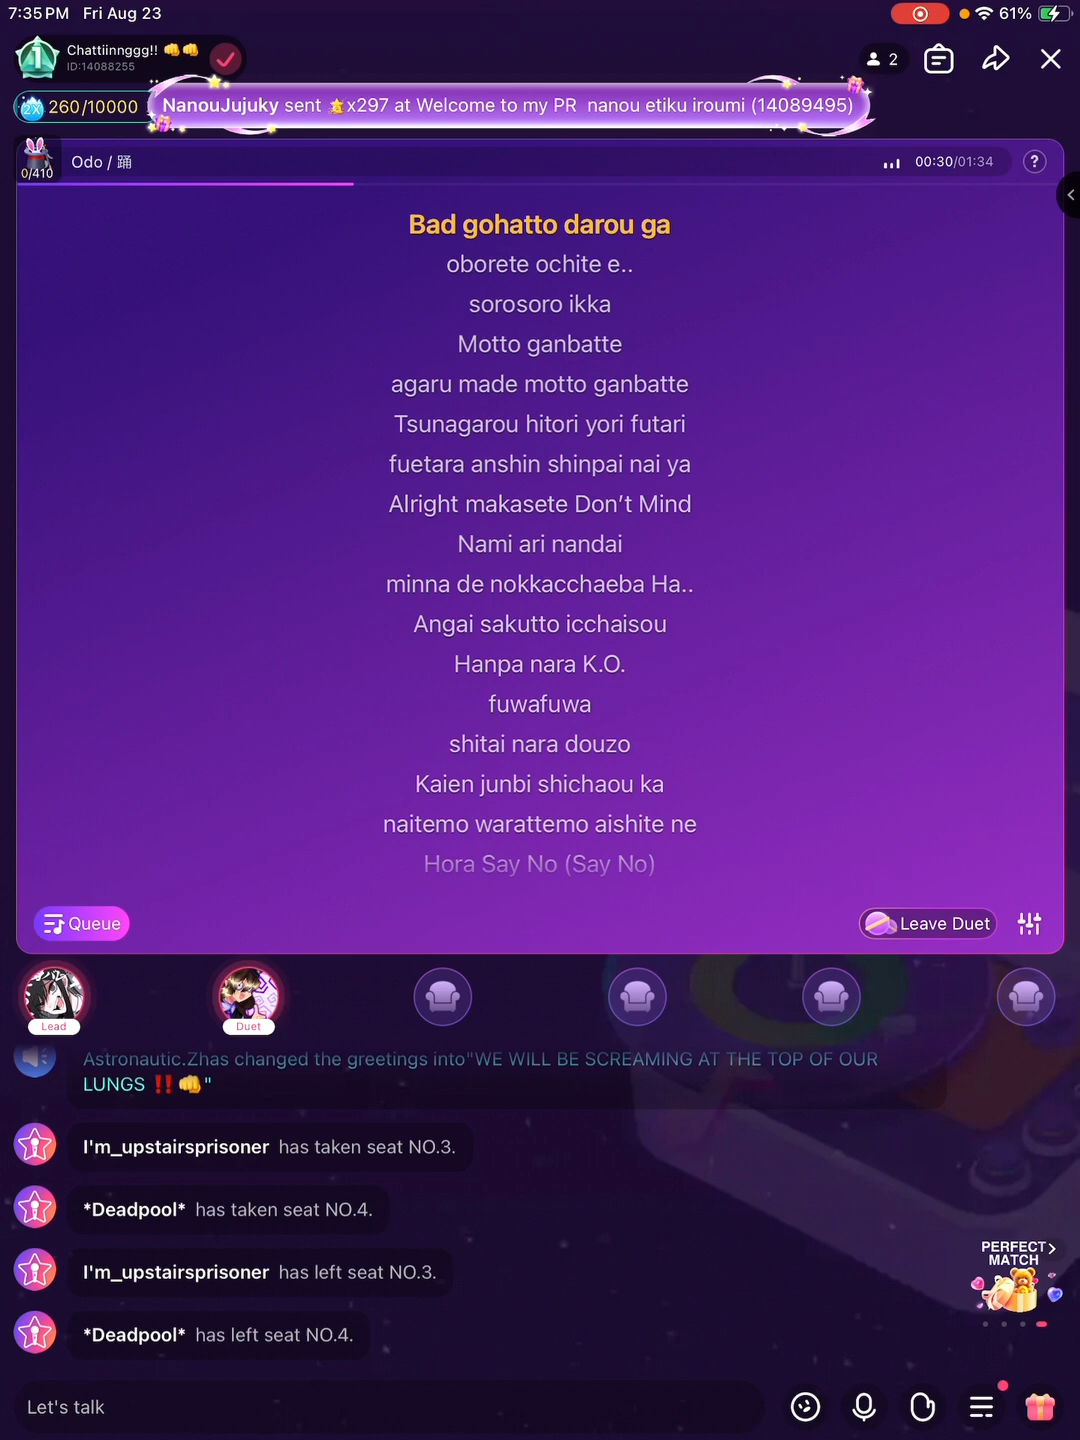 7:35 PM Fri Aug 23
61%
Chattiinnggg!! 👊👊
ID:14088255
2
2X 260/10000
NanouJujuky sent ⭐x297 at Welcome to my PR nanou etiku iroumi (14089495)
0/410
Odo / 踊
00:30/01:34
?
Bad gohatto darou ga
oborete ochite e..
sorosoro ikka
Motto ganbatte
agaru made motto ganbatte
Tsunagarou hitori yori futari
fuetara anshin shinpai nai ya
Alright makasete Don't Mind
Nami ari nandai
minna de nokkacchaeba Ha..
Angai sakutto icchaisou
Hanpa nara K.O.
fuwafuwa
shitai nara douzo
Kaien junbi shichaou ka
naitemo warattemo aishite ne
Hora Say No (Say No)
Queue
Leave Duet
Lead
Duet
Astronautic.Zhas changed the greetings into"WE WILL BE SCREAMING AT THE TOP OF OUR
LUNGS ‼️👊"
I'm_upstairsprisoner has taken seat NO.3.
*Deadpool* has taken seat NO.4.
I'm_upstairsprisoner has left seat NO.3.
*Deadpool* has left seat NO.4.
PERFECT
MATCH
Let's talk